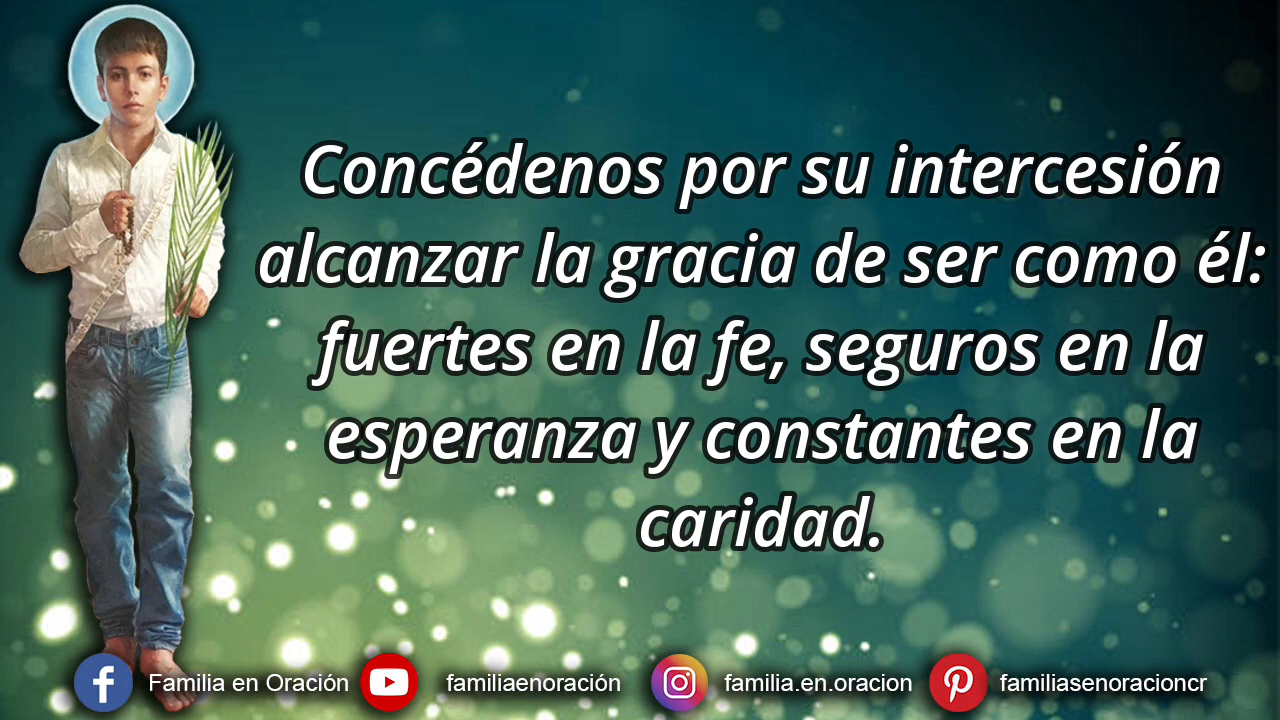 Concédenos por su intercesión
alcanzar la gracia de ser como él:
fuertes en la fe, seguros en la
esperanza y constantes en la
caridad.
Familia en Oración
familiaenoración
familia.en.oracion
familiasenoracioncr